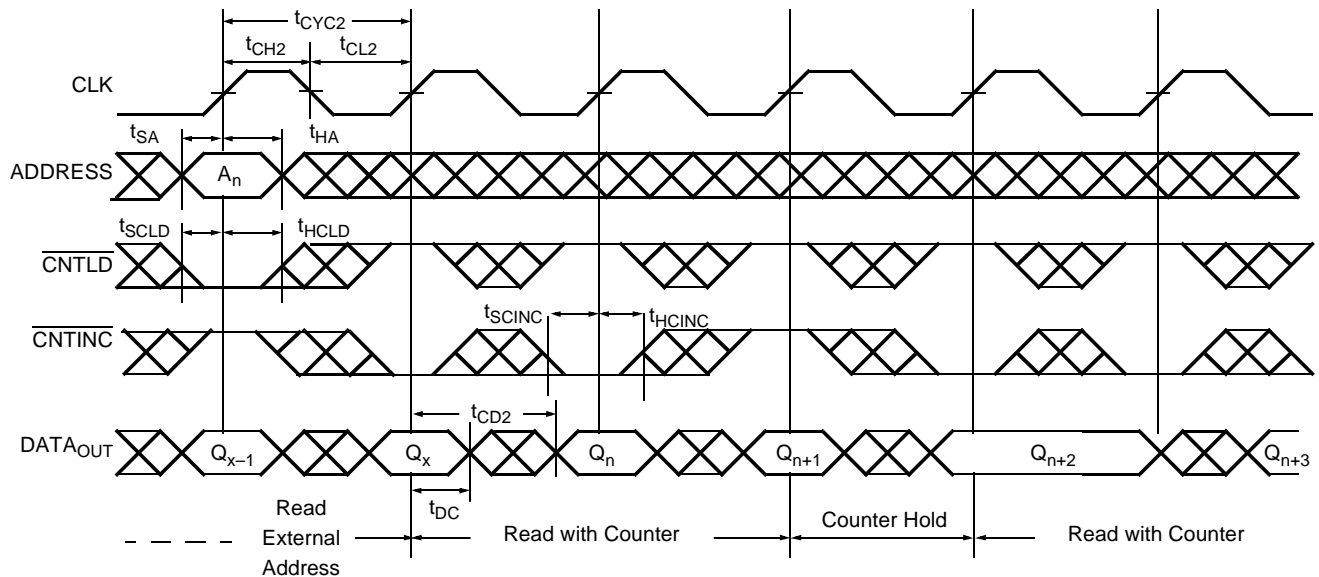 tCYC2
tCH2
tCL2
CLK
tSA
tHA
ADDRESS
An
tSCLD
tHCLD
CNTLD
tSCINC
tHCINC
CNTINC
tCD2
DATAOUT
Qx–1
Qx
Qn
Qn+1
Qn+2
Qn+3
tDC
Read
External
Address
Read with Counter
Counter Hold
Read with Counter